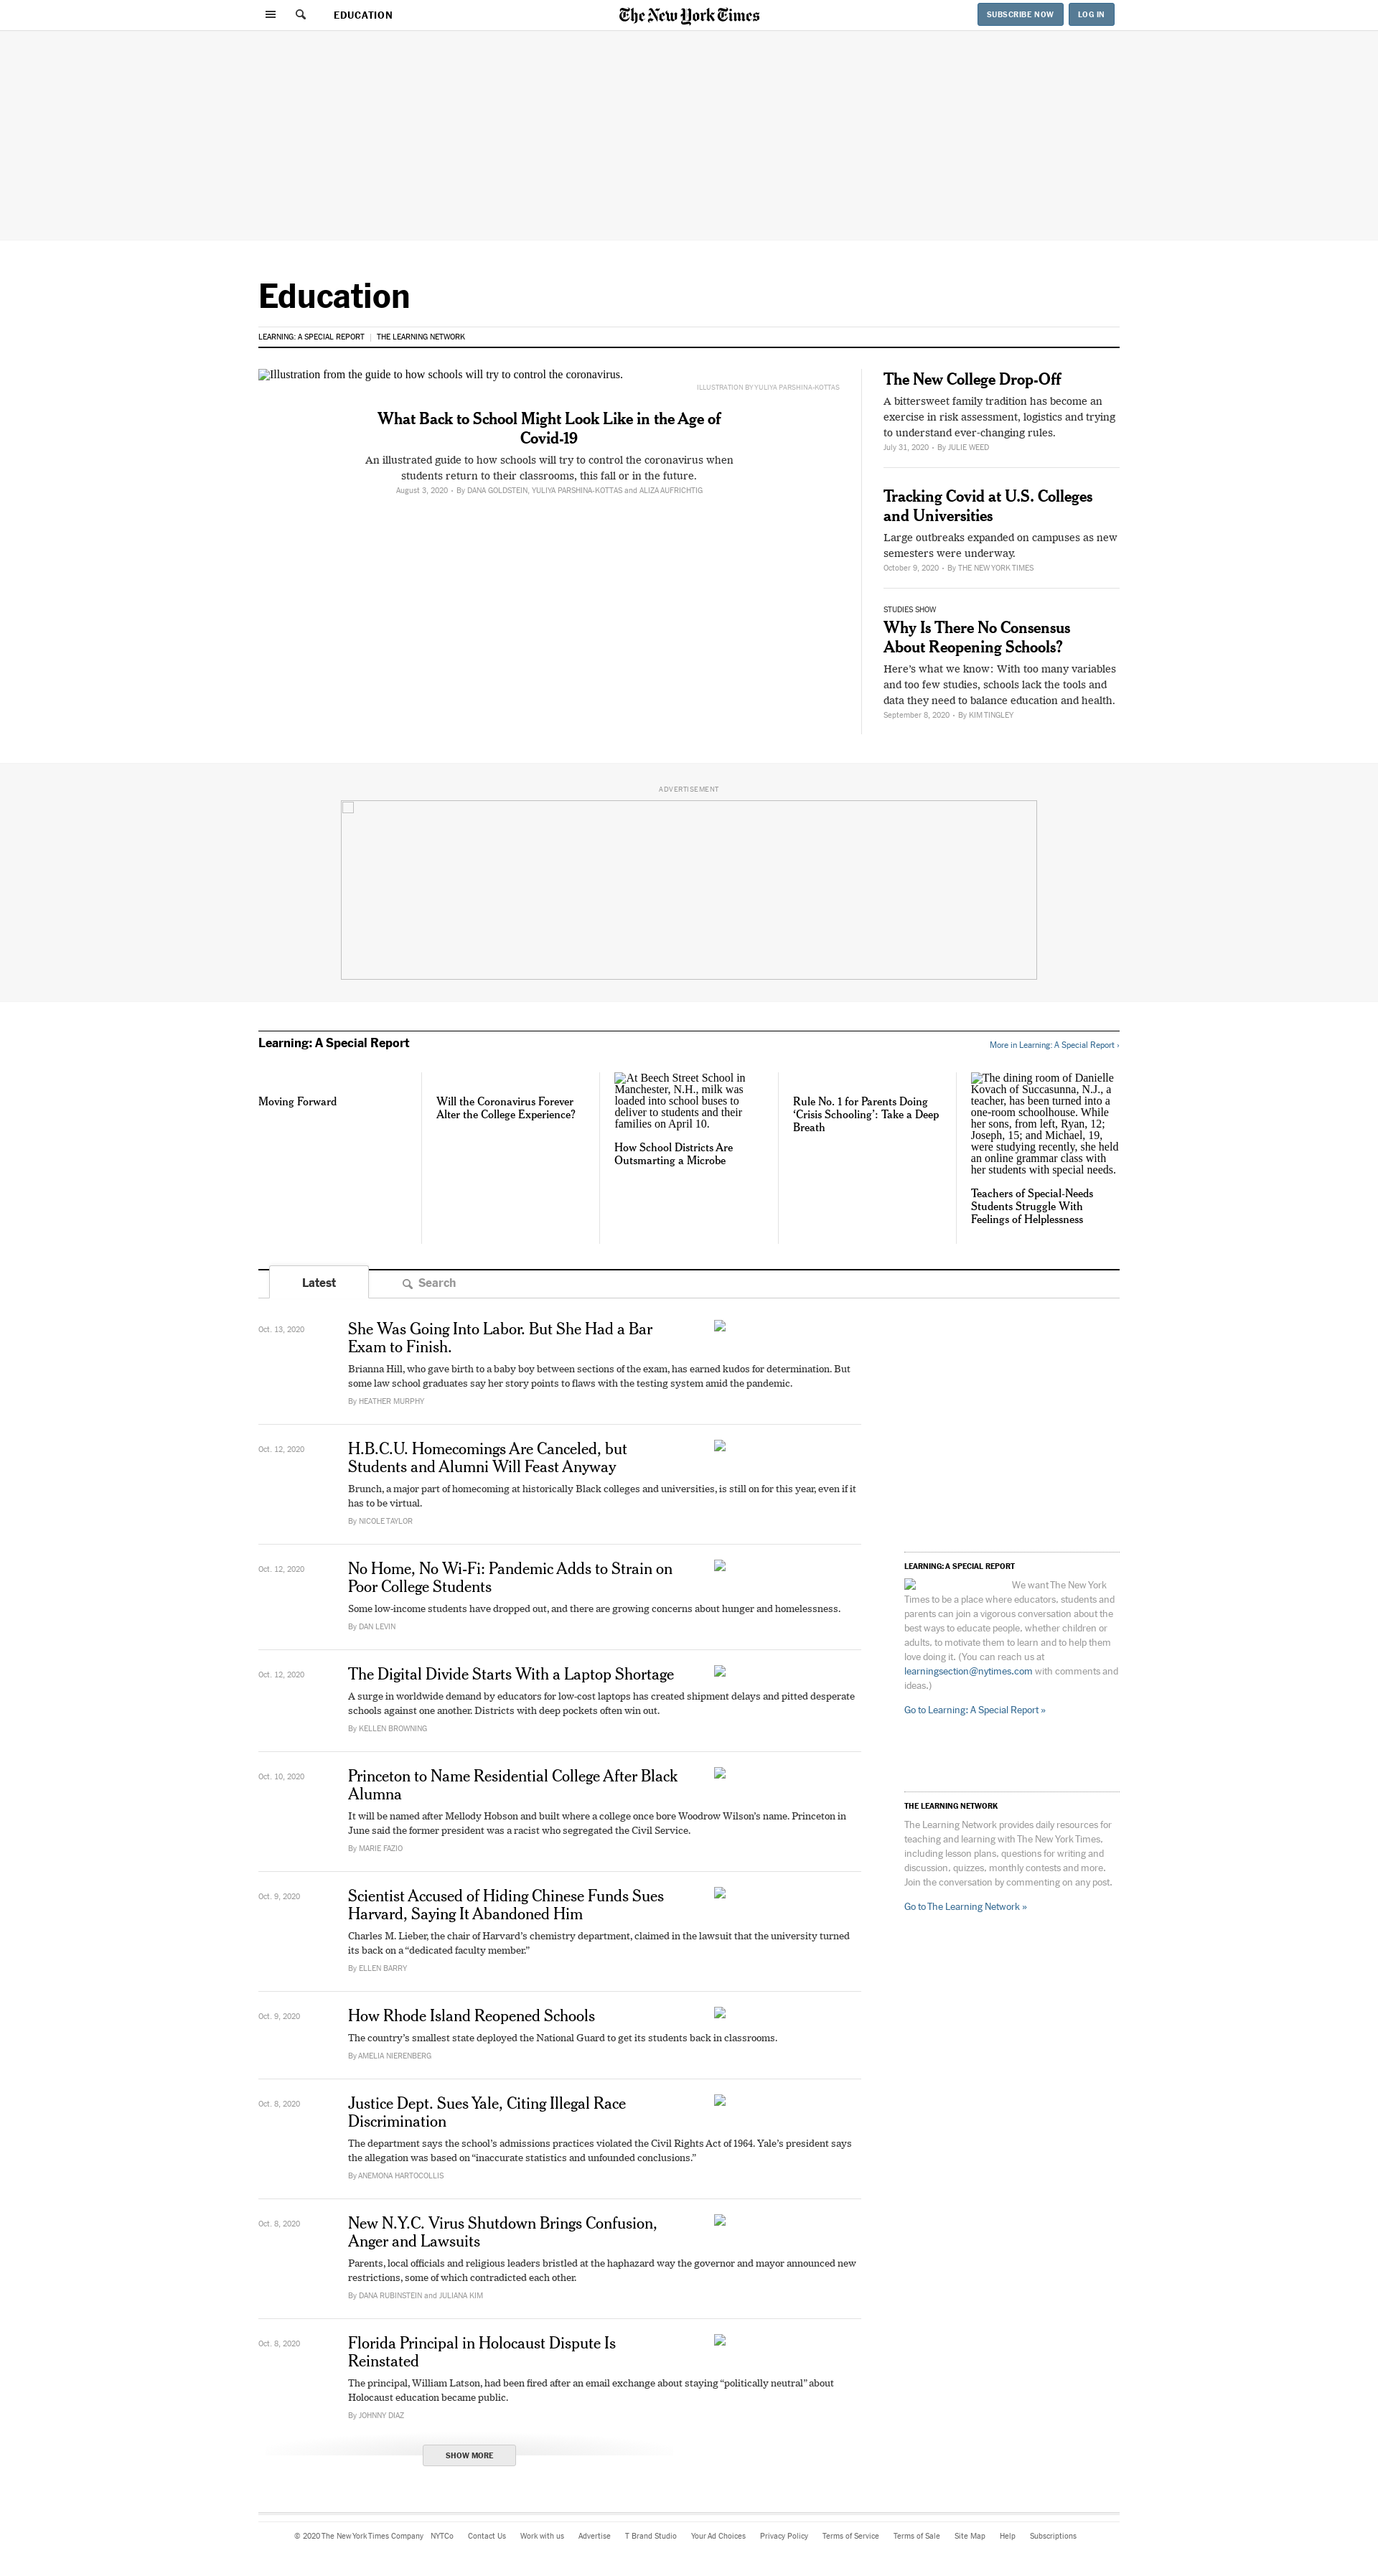 EDUCATION
The New York Times
SUBSCRIBE NOW
LOG IN
Education
LEARNING: A SPECIAL REPORT
THE LEARNING NETWORK
Illustration from the guide to how schools will try to control the coronavirus.
ILLUSTRATION BY YULIYA PARSHINA-KOTTAS
What Back to School Might Look Like in the Age of
Covid-19
An illustrated guide to how schools will try to control the coronavirus when
students return to their classrooms, this fall or in the future.
August 3, 2020 • By DANA GOLDSTEIN, YULIYA PARSHINA-KOTTAS and ALIZA AUFRICHTIG
The New College Drop-Off
A bittersweet family tradition has become an
exercise in risk assessment, logistics and trying
to understand ever-changing rules.
July 31, 2020 • By JULIE WEED
Tracking Covid at U.S. Colleges
and Universities
Large outbreaks expanded on campuses as new
semesters were underway.
October 9, 2020 • By THE NEW YORK TIMES
STUDIES SHOW
Why Is There No Consensus
About Reopening Schools?
Here’s what we know: With too many variables
and too few studies, schools lack the tools and
data they need to balance education and health.
September 8, 2020 • By KIM TINGLEY
ADVERTISEMENT
Learning: A Special Report
More in Learning: A Special Report ›
Moving Forward
Will the Coronavirus Forever
Alter the College Experience?
At Beech Street School in
Manchester, N.H., milk was
loaded into school buses to
deliver to students and their
families on April 10.
How School Districts Are
Outsmarting a Microbe
Rule No. 1 for Parents Doing
‘Crisis Schooling’: Take a Deep
Breath
The dining room of Danielle
Kovach of Succasunna, N.J., a
teacher, has been turned into a
one-room schoolhouse. While
her sons, from left, Ryan, 12;
Joseph, 15; and Michael, 19,
were studying recently, she held
an online grammar class with
her students with special needs.
Teachers of Special-Needs
Students Struggle With
Feelings of Helplessness
Latest
Search
Oct. 13, 2020
She Was Going Into Labor. But She Had a Bar
Exam to Finish.
Brianna Hill, who gave birth to a baby boy between sections of the exam, has earned kudos for determination. But
some law school graduates say her story points to flaws with the testing system amid the pandemic.
By HEATHER MURPHY
Oct. 12, 2020
H.B.C.U. Homecomings Are Canceled, but
Students and Alumni Will Feast Anyway
Brunch, a major part of homecoming at historically Black colleges and universities, is still on for this year, even if it
has to be virtual.
By NICOLE TAYLOR
Oct. 12, 2020
No Home, No Wi-Fi: Pandemic Adds to Strain on
Poor College Students
Some low-income students have dropped out, and there are growing concerns about hunger and homelessness.
By DAN LEVIN
Oct. 12, 2020
The Digital Divide Starts With a Laptop Shortage
A surge in worldwide demand by educators for low-cost laptops has created shipment delays and pitted desperate
schools against one another. Districts with deep pockets often win out.
By KELLEN BROWNING
Oct. 10, 2020
Princeton to Name Residential College After Black
Alumna
It will be named after Mellody Hobson and built where a college once bore Woodrow Wilson’s name. Princeton in
June said the former president was a racist who segregated the Civil Service.
By MARIE FAZIO
Oct. 9, 2020
Scientist Accused of Hiding Chinese Funds Sues
Harvard, Saying It Abandoned Him
Charles M. Lieber, the chair of Harvard’s chemistry department, claimed in the lawsuit that the university turned
its back on a “dedicated faculty member.”
By ELLEN BARRY
Oct. 9, 2020
How Rhode Island Reopened Schools
The country’s smallest state deployed the National Guard to get its students back in classrooms.
By AMELIA NIERENBERG
Oct. 8, 2020
Justice Dept. Sues Yale, Citing Illegal Race
Discrimination
The department says the school’s admissions practices violated the Civil Rights Act of 1964. Yale’s president says
the allegation was based on “inaccurate statistics and unfounded conclusions.”
By ANEMONA HARTOCOLLIS
Oct. 8, 2020
New N.Y.C. Virus Shutdown Brings Confusion,
Anger and Lawsuits
Parents, local officials and religious leaders bristled at the haphazard way the governor and mayor announced new
restrictions, some of which contradicted each other.
By DANA RUBINSTEIN and JULIANA KIM
Oct. 8, 2020
Florida Principal in Holocaust Dispute Is
Reinstated
The principal, William Latson, had been fired after an email exchange about staying “politically neutral” about
Holocaust education became public.
By JOHNNY DIAZ
SHOW MORE
LEARNING: A SPECIAL REPORT
We want The New York
Times to be a place where educators, students and
parents can join a vigorous conversation about the
best ways to educate people, whether children or
adults, to motivate them to learn and to help them
love doing it. (You can reach us at
learningsection@nytimes.com with comments and
ideas.)
Go to Learning: A Special Report »
THE LEARNING NETWORK
The Learning Network provides daily resources for
teaching and learning with The New York Times,
including lesson plans, questions for writing and
discussion, quizzes, monthly contests and more.
Join the conversation by commenting on any post.
Go to The Learning Network »
© 2020 The New York Times Company NYTCo Contact Us Work with us Advertise T Brand Studio Your Ad Choices Privacy Policy Terms of Service Terms of Sale Site Map Help Subscriptions